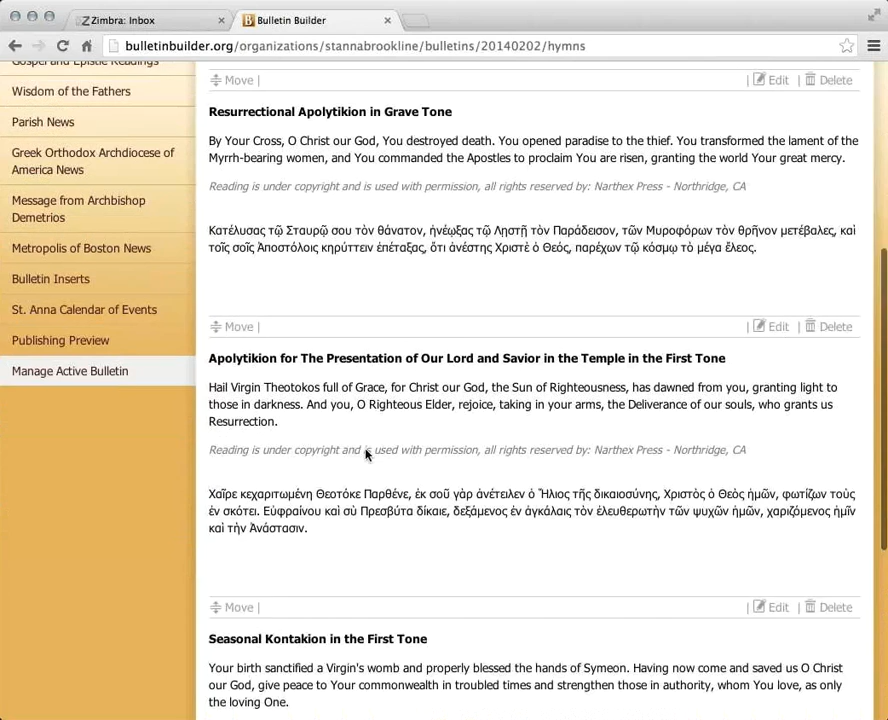 Zimbra: Inbox
Bulletin Builder
bulletinbuilder.org/organizations/stannabrookline/bulletins/20140202/hymns
Gospel and Epistle Readings
Wisdom of the Fathers
Parish News
Greek Orthodox Archdiocese of
America News
Message from Archbishop
Demetrios
Metropolis of Boston News
Bulletin Inserts
St. Anna Calendar of Events
Publishing Preview
Manage Active Bulletin
Move | | Edit | Delete
Resurrectional Apolytikion in Grave Tone
By Your Cross, O Christ our God, You destroyed death. You opened paradise to the thief. You transformed the lament of the
Myrrh-bearing women, and You commanded the Apostles to proclaim You are risen, granting the world Your great mercy.
Reading is under copyright and is used with permission, all rights reserved by: Narthex Press - Northridge, CA
Κατέλυσας τῷ Σταυρῷ σου τὸν θάνατον, ἠνέῳξας τῷ Λῃστῇ τὸν Παράδεισον, τῶν Μυροφόρων τὸν θρῆνον μετέβαλες, καὶ
τοῖς σοῖς Ἀποστόλοις κηρύττειν ἐπέταξας, ὅτι ἀνέστης Χριστὲ ὁ Θεός, παρέχων τῷ κόσμῳ τὸ μέγα ἔλεος.
Move | | Edit | Delete
Apolytikion for The Presentation of Our Lord and Savior in the Temple in the First Tone
Hail Virgin Theotokos full of Grace, for Christ our God, the Sun of Righteousness, has dawned from you, granting light to
those in darkness. And you, O Righteous Elder, rejoice, taking in your arms, the Deliverance of our souls, who grants us
Resurrection.
Reading is under copyright and is used with permission, all rights reserved by: Narthex Press - Northridge, CA
Χαῖρε κεχαριτωμένη Θεοτόκε Παρθένε, ἐκ σοῦ γὰρ ἀνέτειλεν ὁ Ἥλιος τῆς δικαιοσύνης, Χριστὸς ὁ Θεὸς ἡμῶν, φωτίζων τοὺς
ἐν σκότει. Εὐφραίνου καὶ σὺ Πρεσβύτα δίκαιε, δεξάμενος ἐν ἀγκάλαις τὸν ἐλευθερωτὴν τῶν ψυχῶν ἡμῶν, χαριζόμενος ἡμῖν
καὶ τὴν Ἀνάστασιν.
Move | | Edit | Delete
Seasonal Kontakion in the First Tone
Your birth sanctified a Virgin's womb and properly blessed the hands of Symeon. Having now come and saved us O Christ
our God, give peace to Your commonwealth in troubled times and strengthen those in authority, whom You love, as only
the loving One.